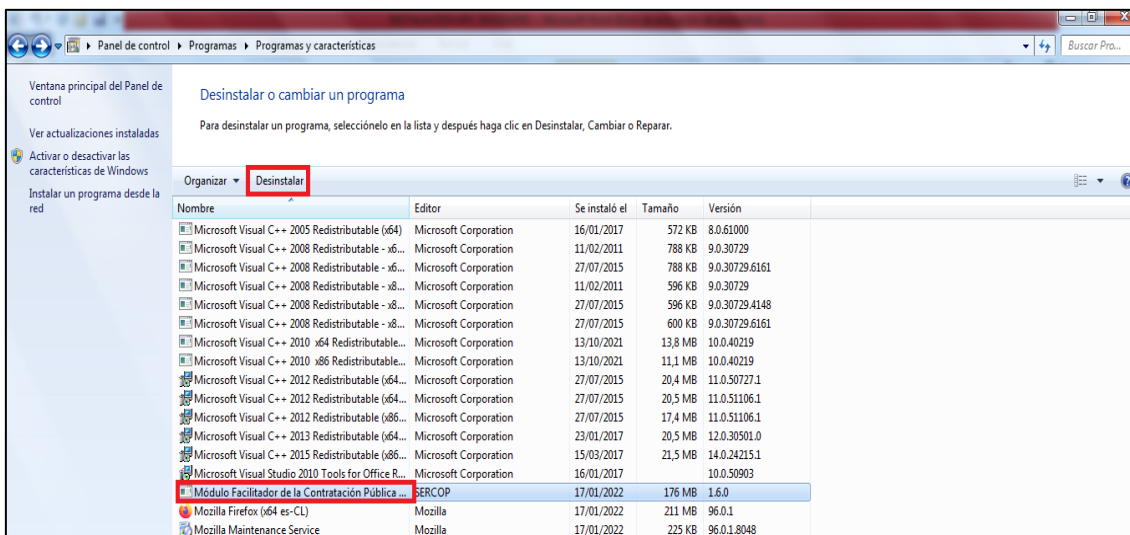 Panel de control ▸ Programas ▸ Programas y características
Buscar Pro...
Ventana principal del Panel de
control
Ver actualizaciones instaladas
Activar o desactivar las
características de Windows
Instalar un programa desde la
red
Desinstalar o cambiar un programa
Para desinstalar un programa, selecciónelo en la lista y después haga clic en Desinstalar, Cambiar o Reparar.
Organizar Desinstalar
Nombre Editor Se instaló el Tamaño Versión
Microsoft Visual C++ 2005 Redistributable (x64) Microsoft Corporation 16/01/2017 572 KB 8.0.61000
Microsoft Visual C++ 2008 Redistributable - x6... Microsoft Corporation 11/02/2011 788 KB 9.0.30729
Microsoft Visual C++ 2008 Redistributable - x6... Microsoft Corporation 27/07/2015 788 KB 9.0.30729.6161
Microsoft Visual C++ 2008 Redistributable - x8... Microsoft Corporation 11/02/2011 596 KB 9.0.30729
Microsoft Visual C++ 2008 Redistributable - x8... Microsoft Corporation 27/07/2015 596 KB 9.0.30729.4148
Microsoft Visual C++ 2008 Redistributable - x8... Microsoft Corporation 27/07/2015 600 KB 9.0.30729.6161
Microsoft Visual C++ 2010 x64 Redistributable... Microsoft Corporation 13/10/2021 13,8 MB 10.0.40219
Microsoft Visual C++ 2010 x86 Redistributable... Microsoft Corporation 13/10/2021 11,1 MB 10.0.40219
Microsoft Visual C++ 2012 Redistributable (x64... Microsoft Corporation 27/07/2015 20,4 MB 11.0.50727.1
Microsoft Visual C++ 2012 Redistributable (x64... Microsoft Corporation 27/07/2015 20,5 MB 11.0.51106.1
Microsoft Visual C++ 2012 Redistributable (x86... Microsoft Corporation 27/07/2015 17,4 MB 11.0.51106.1
Microsoft Visual C++ 2013 Redistributable (x64... Microsoft Corporation 23/01/2017 20,5 MB 12.0.30501.0
Microsoft Visual C++ 2015 Redistributable (x86... Microsoft Corporation 15/03/2017 21,5 MB 14.0.24215.1
Microsoft Visual Studio 2010 Tools for Office R... Microsoft Corporation 16/01/2017 10.0.50903
Módulo Facilitador de la Contratación Pública ... SERCOP 17/01/2022 176 MB 1.6.0
Mozilla Firefox (x64 es-CL) Mozilla 17/01/2022 211 MB 96.0.1
Mozilla Maintenance Service Mozilla 17/01/2022 225 KB 96.0.1.8048